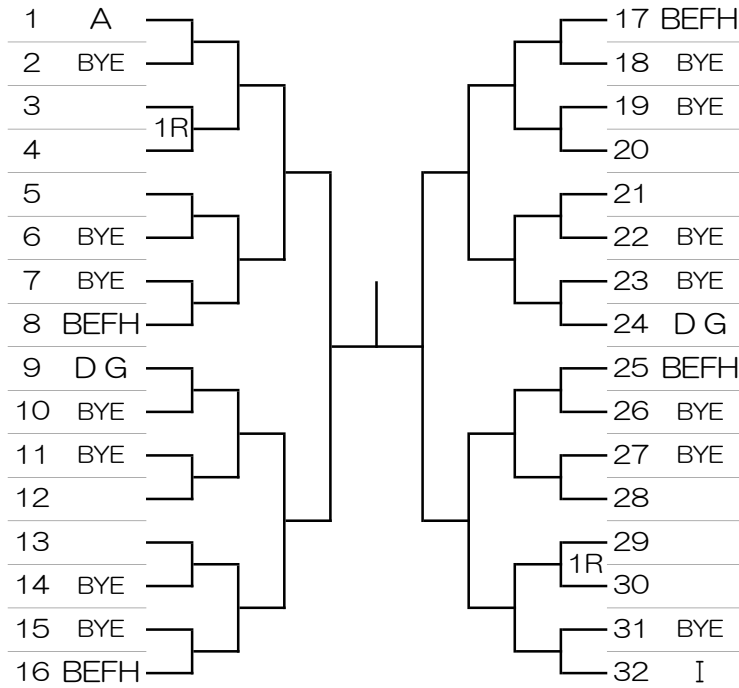 1 A
2 BYE
3
1R
4
5
6 BYE
7 BYE
8 BEFH
9 D G
10 BYE
11 BYE
12
13
14 BYE
15 BYE
16 BEFH
17 BEFH
18 BYE
19 BYE
20
21
22 BYE
23 BYE
24 D G
25 BEFH
26 BYE
27 BYE
28
29
1R
30
31 BYE
32 I